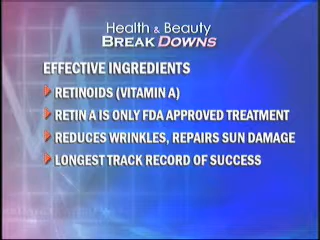 Health & Beauty
BREAK DOWNS
EFFECTIVE INGREDIENTS
RETINOIDS (VITAMIN A)
RETIN A IS ONLY FDA APPROVED TREATMENT
REDUCES WRINKLES, REPAIRS SUN DAMAGE
LONGEST TRACK RECORD OF SUCCESS